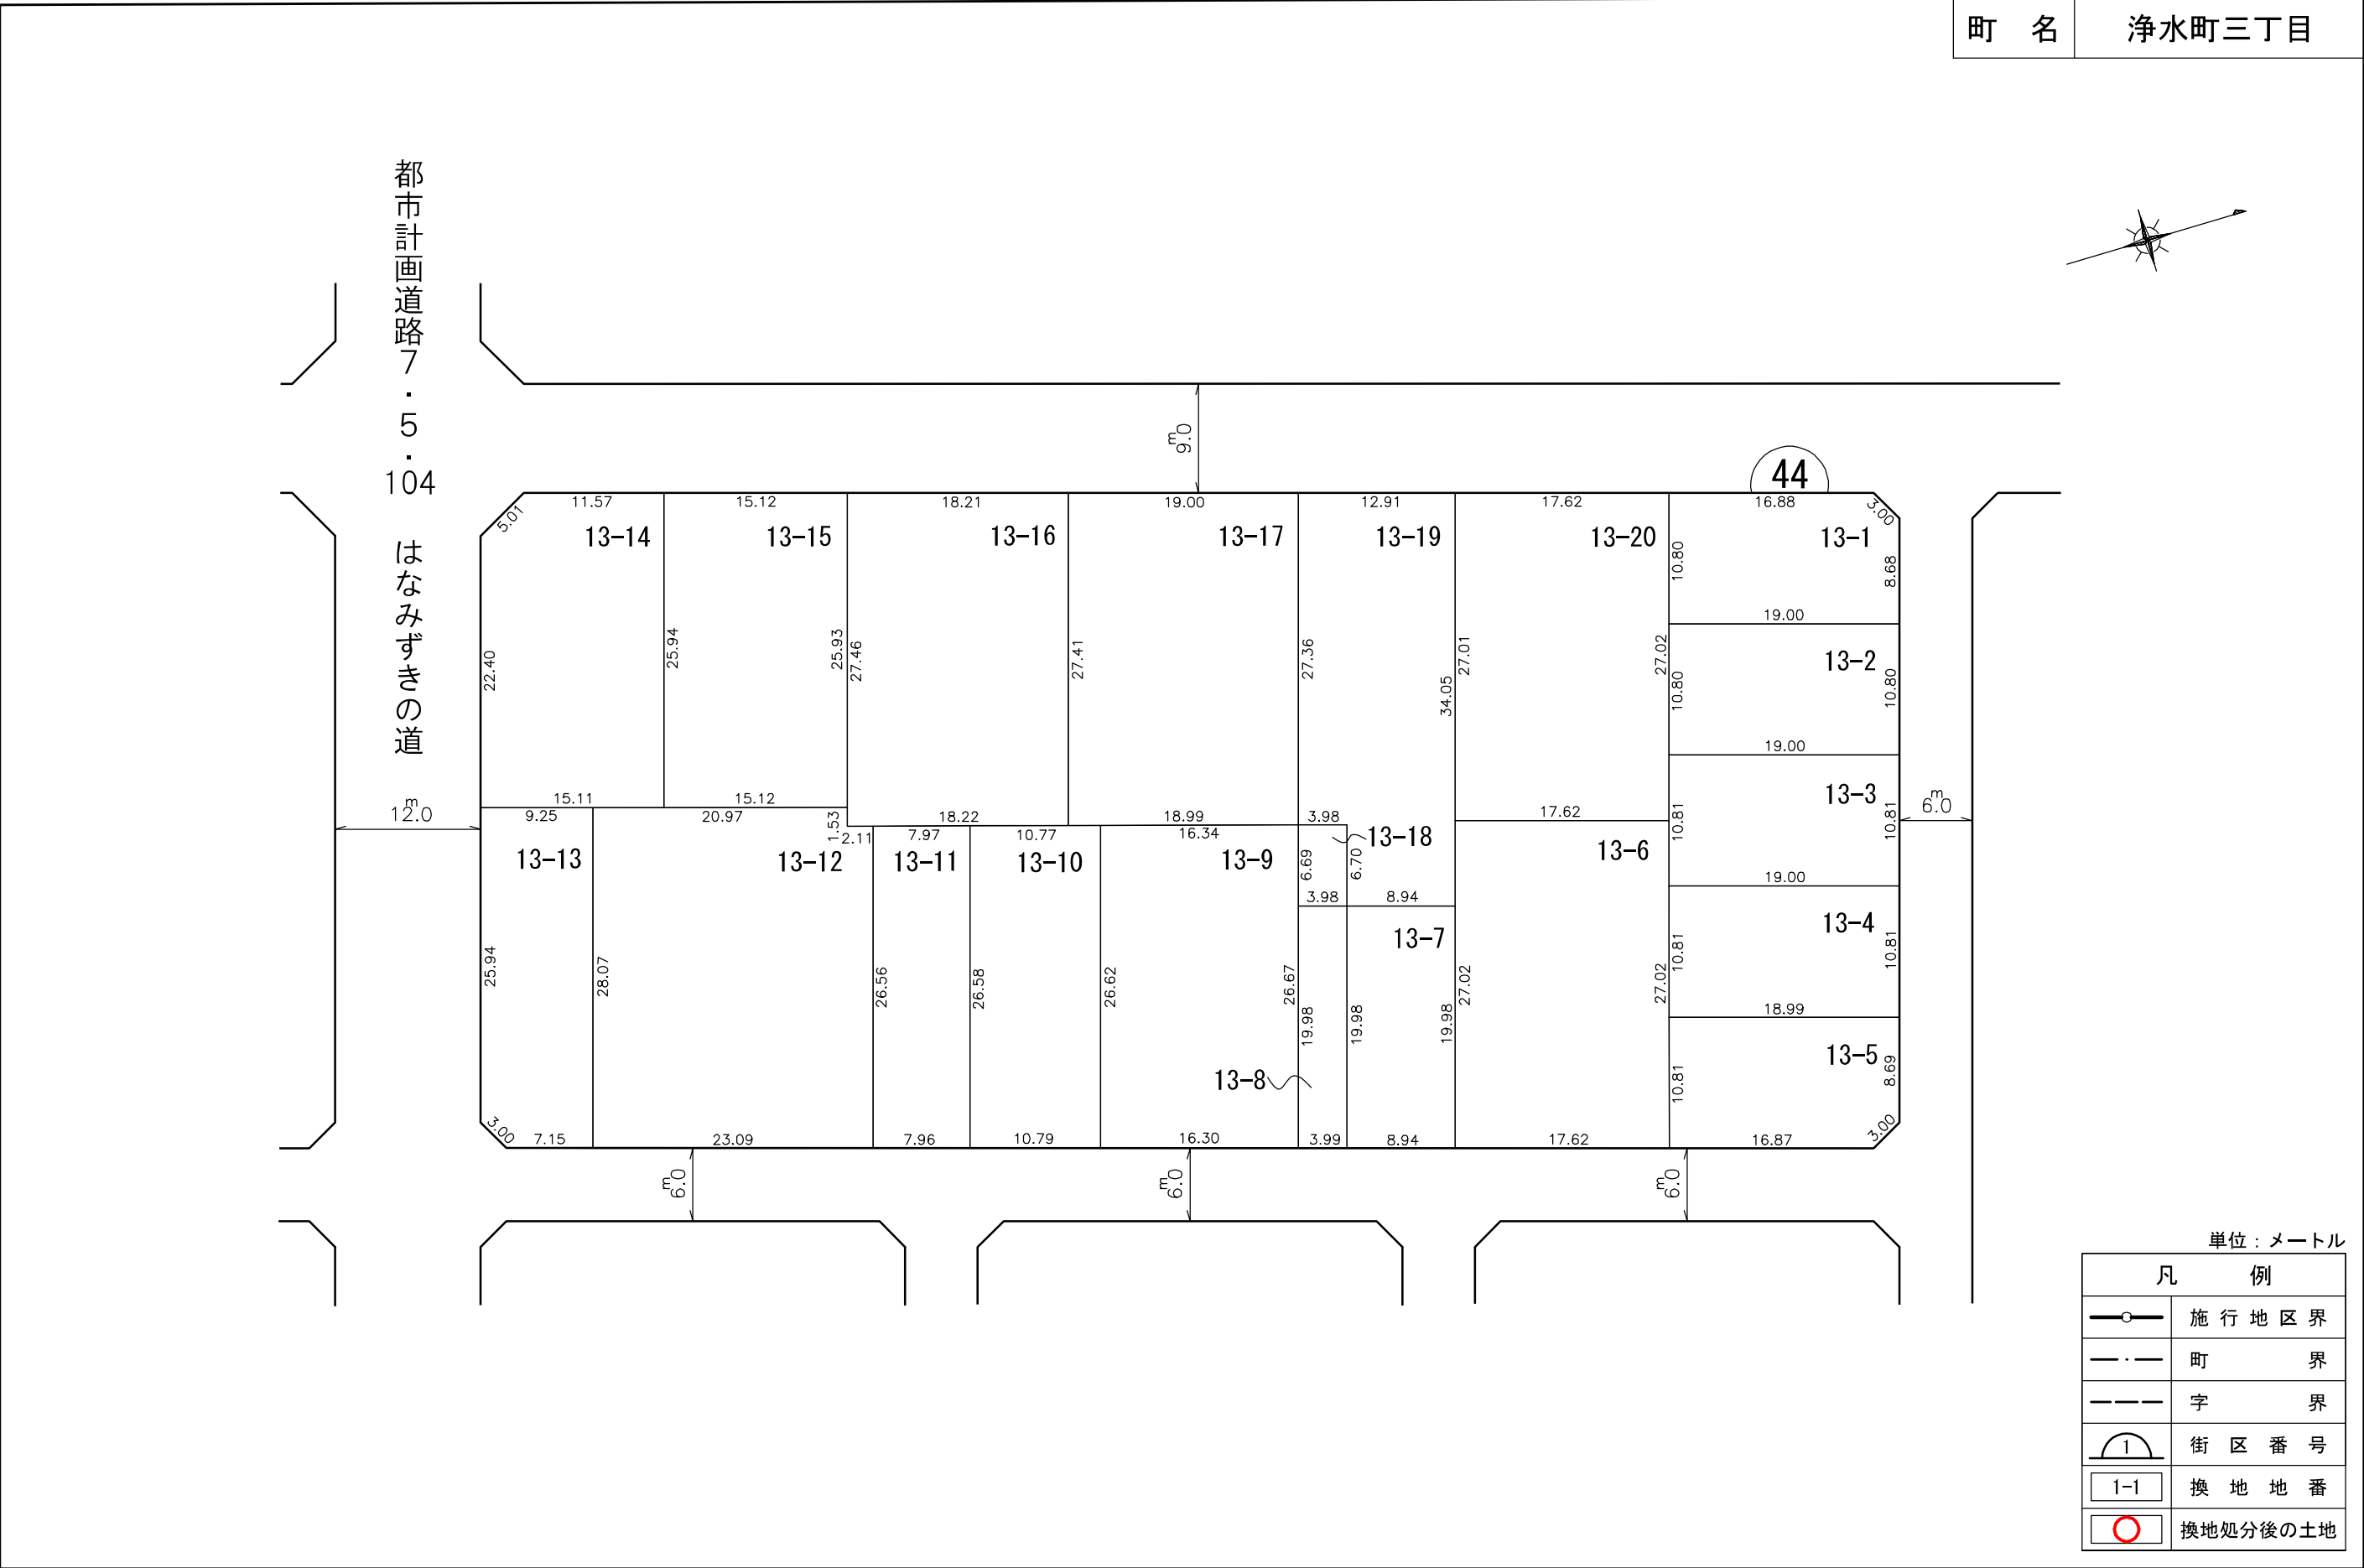 町 名 浄水町三丁目
都市計画道路7・5・104 はなみずきの道
9.0m
44
11.57 15.12 18.21 19.00 12.91 17.62 16.88 3.00
5.01
13-14 13-15 13-16 13-17 13-19 13-20 13-1
10.80 8.68
19.00
22.40 25.94 25.93 27.46 27.41 27.36 34.05 27.01 27.02
13-2
10.80 10.80
19.00
13-3
15.11 15.12
12.0m
9.25 20.97 1.53 18.22 18.99 3.98 17.62 10.81 10.81 6.0m
2.11 7.97 10.77 16.34
13-18
13-13 13-12 13-11 13-10 13-9 6.69 6.70 13-6
19.00
3.98 8.94
13-4
13-7
25.94 28.07 26.56 26.58 26.62 26.67 27.02 27.02 10.81 10.81
18.99
19.98 19.98 19.98
13-5
13-8
10.81 8.69
3.00 7.15 23.09 7.96 10.79 16.30 3.99 8.94 17.62 16.87 3.00
6.0m 6.0m 6.0m
単位：メートル
凡 例
施行地区界
町 界
字 界
1 街区番号
1-1 換地地番
換地処分後の土地